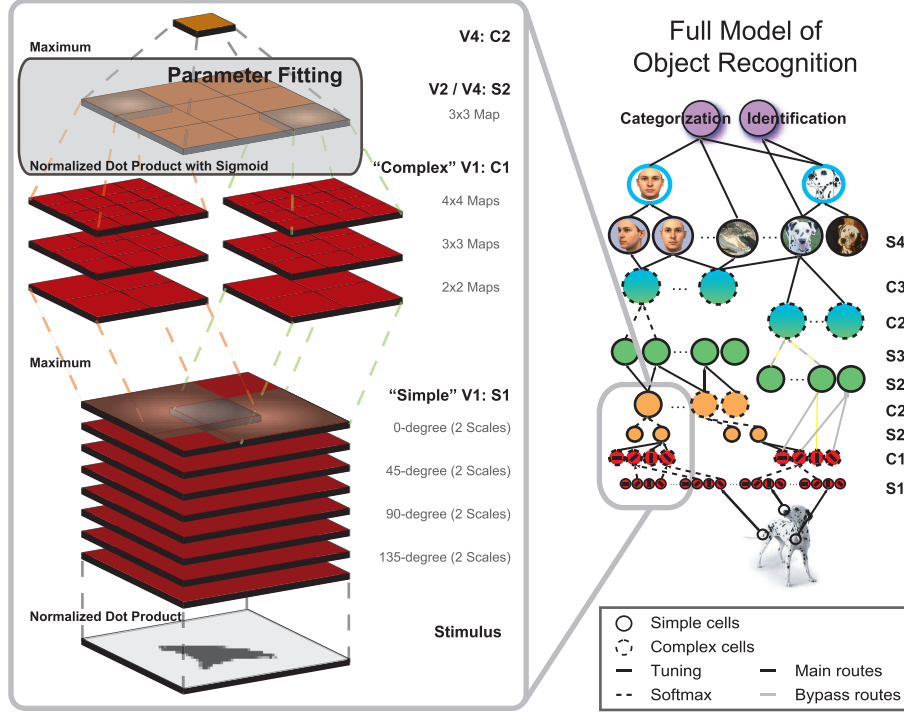 V4: C2
Maximum
Parameter Fitting
V2 / V4: S2
3x3 Map
Normalized Dot Product with Sigmoid
“Complex” V1: C1
4x4 Maps
3x3 Maps
2x2 Maps
Maximum
“Simple” V1: S1
0-degree (2 Scales)
45-degree (2 Scales)
90-degree (2 Scales)
135-degree (2 Scales)
Normalized Dot Product
Stimulus
Full Model of
Object Recognition
Categorization
Identification
S4
C3
C2
S3
S2
C2
S2
C1
S1
Simple cells
Complex cells
Tuning
Main routes
Softmax
Bypass routes